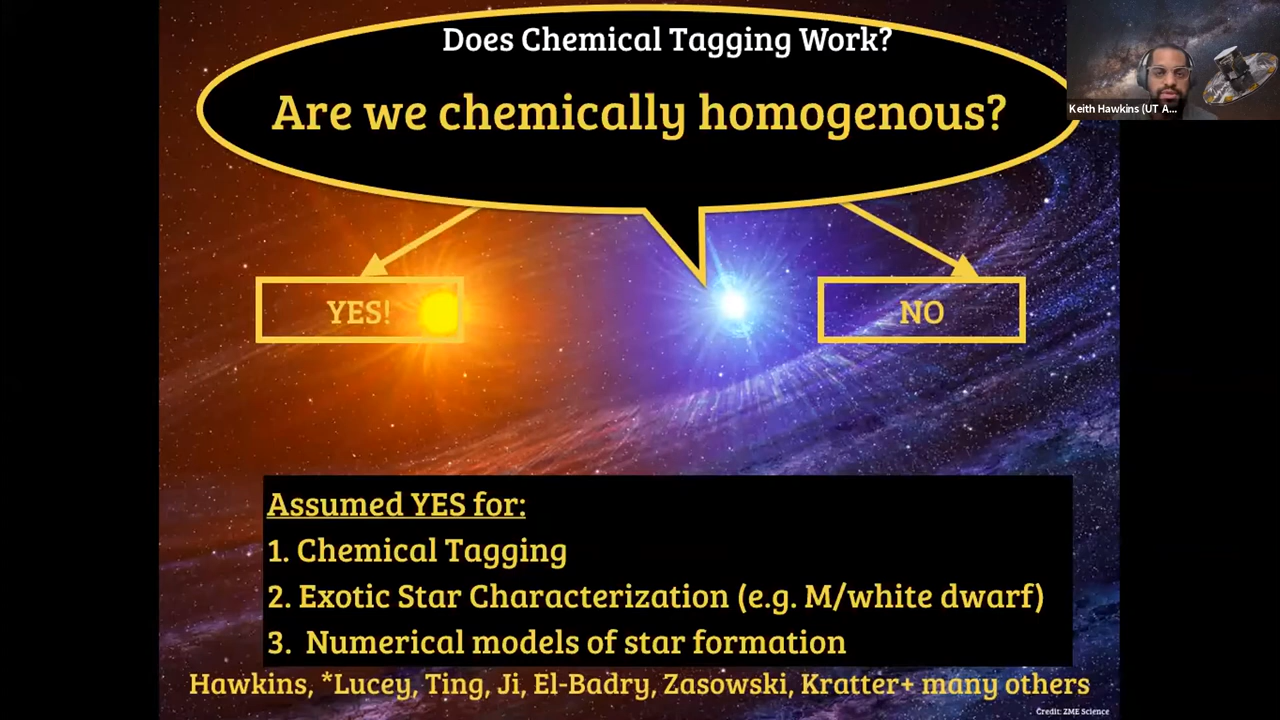 Does Chemical Tagging Work?
Are we chemically homogenous?
Keith Hawkins (UT A...
YES!
NO
Assumed YES for:
1. Chemical Tagging
2. Exotic Star Characterization (e.g. M/white dwarf)
3. Numerical models of star formation
Hawkins, *Lucey, Ting, Ji, El-Badry, Zasowski, Kratter+ many others
Credit: ZME Science